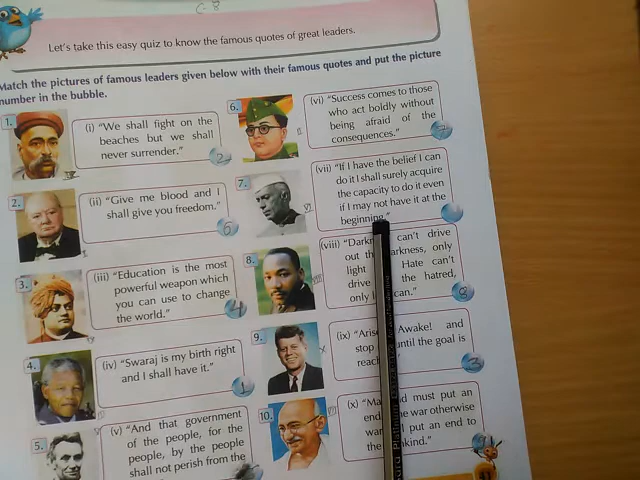 C-8
Let's take this easy quiz to know the famous quotes of great leaders.
Match the pictures of famous leaders given below with their famous quotes and put the picture
number in the bubble.
1.
(i) "We shall fight on the
beaches but we shall
never surrender."
2
2.
(ii) "Give me blood and I
shall give you freedom."
6
3.
(iii) "Education is the most
powerful weapon which
you can use to change
the world."
4
4.
(iv) "Swaraj is my birth right
and I shall have it."
1
5.
(v) "And that government
of the people, for the
people, by the people
shall not perish from the
6.
(vi) "Success comes to those
who act boldly without
being afraid of the
consequences."
7.
(vii) "If I have the belief I can
do it I shall surely acquire
the capacity to do it even
if I may not have it at the
beginning."
8.
(viii) "Darkn can't drive
out th arkness, only
light Hate can't
drive the hatred,
only l can."
8
9.
(ix) "Arise Awake! and
stop until the goal is
reach
3
10.
(x) "Ma d must put an
end war otherwise
war l put an end to
kind."
Platinum